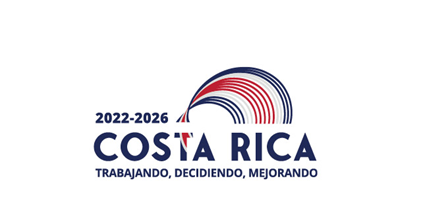 2022-2026
COSTA RICA
TRABAJANDO, DECIDIENDO, MEJORANDO